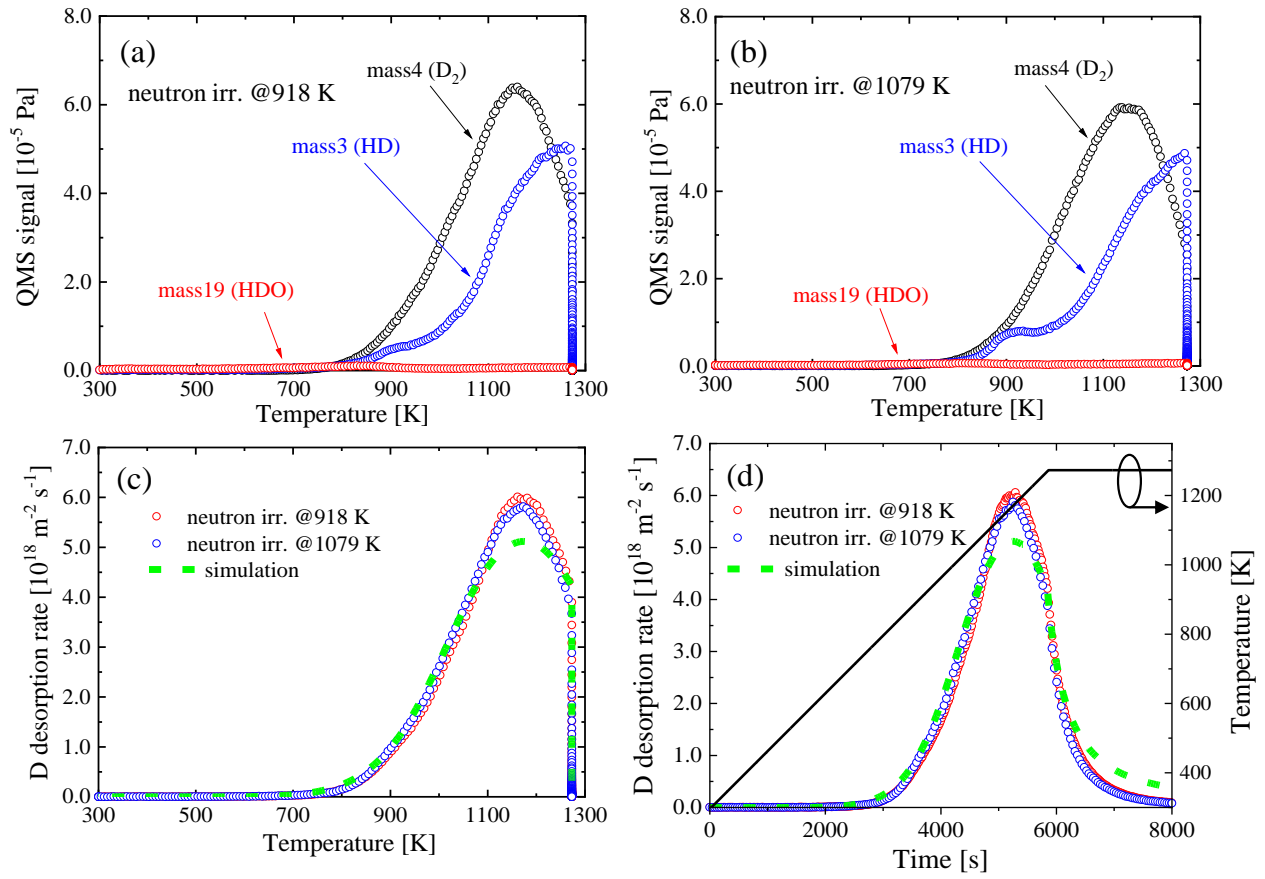 (a)
neutron irr. @918 K
mass4 (D2)
mass3 (HD)
mass19 (HDO)
8.0
6.0
4.0
2.0
0.0
QMS signal [10-5 Pa]
300 500 700 900 1100 1300
Temperature [K]
(b)
neutron irr. @1079 K
mass4 (D2)
mass3 (HD)
mass19 (HDO)
8.0
6.0
4.0
2.0
0.0
QMS signal [10-5 Pa]
300 500 700 900 1100 1300
Temperature [K]
(c)
neutron irr. @918 K
neutron irr. @1079 K
simulation
7.0
6.0
5.0
4.0
3.0
2.0
1.0
0.0
D desorption rate [1018 m-2 s-1]
300 500 700 900 1100 1300
Temperature [K]
(d)
neutron irr. @918 K
neutron irr. @1079 K
simulation
7.0
6.0
5.0
4.0
3.0
2.0
1.0
0.0
D desorption rate [1018 m-2 s-1]
0 2000 4000 6000 8000
Time [s]
1200
1000
800
600
400
Temperature [K]